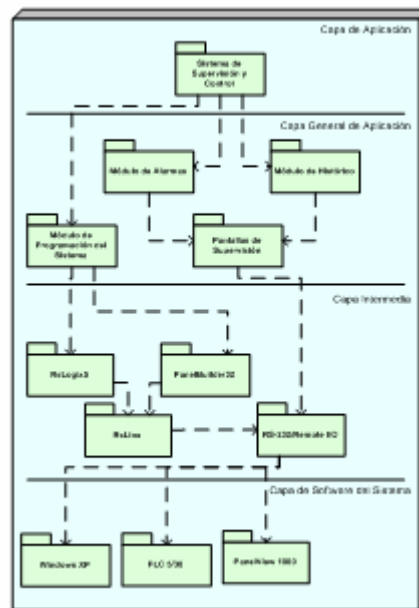 Capa de Aplicación
Sistema de
Supervisión y
Control
Capa General de Aplicación
Módulo de Alarmas
Módulo de Histórico
Módulo de
Programación del
Sistema
Pantallas de
Supervisión
Capa Intermedia
RsLogix5
PanelBuilder32
RsLinx
RS-232/Remote I/O
Capa de Software del Sistema
Windows XP
PLC 5/30
PanelView 1000